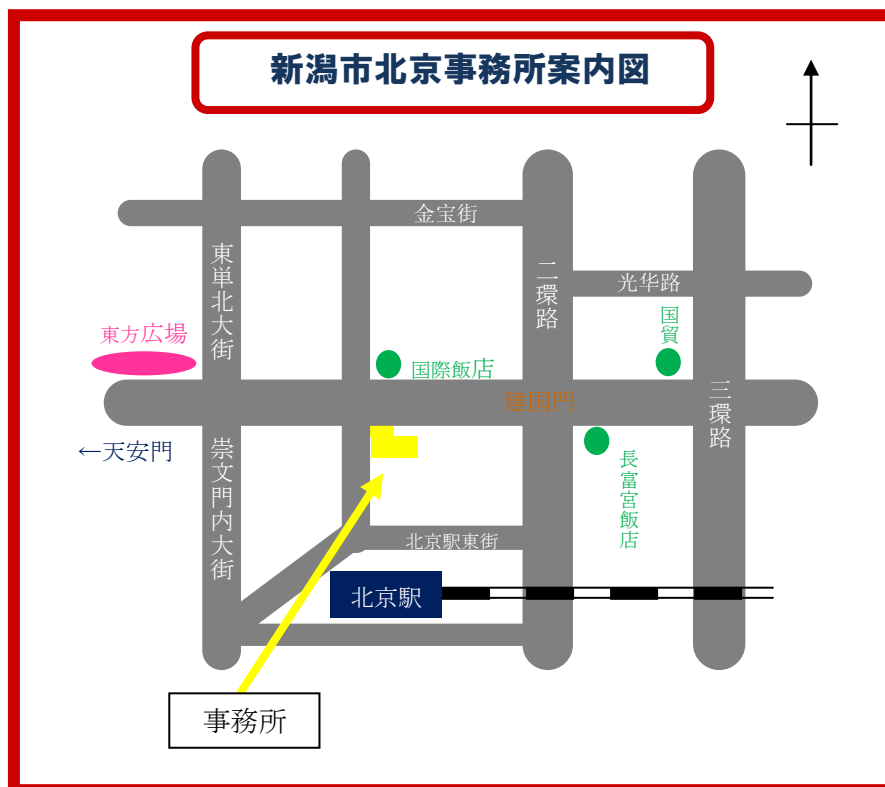 新潟市北京事務所案内図
金宝街
東単北大街
二環路
光华路
国貿
東方広場
国際飯店
建国門
三環路
←天安門
崇文門内大街
長富宮飯店
北京駅東街
北京駅
事務所